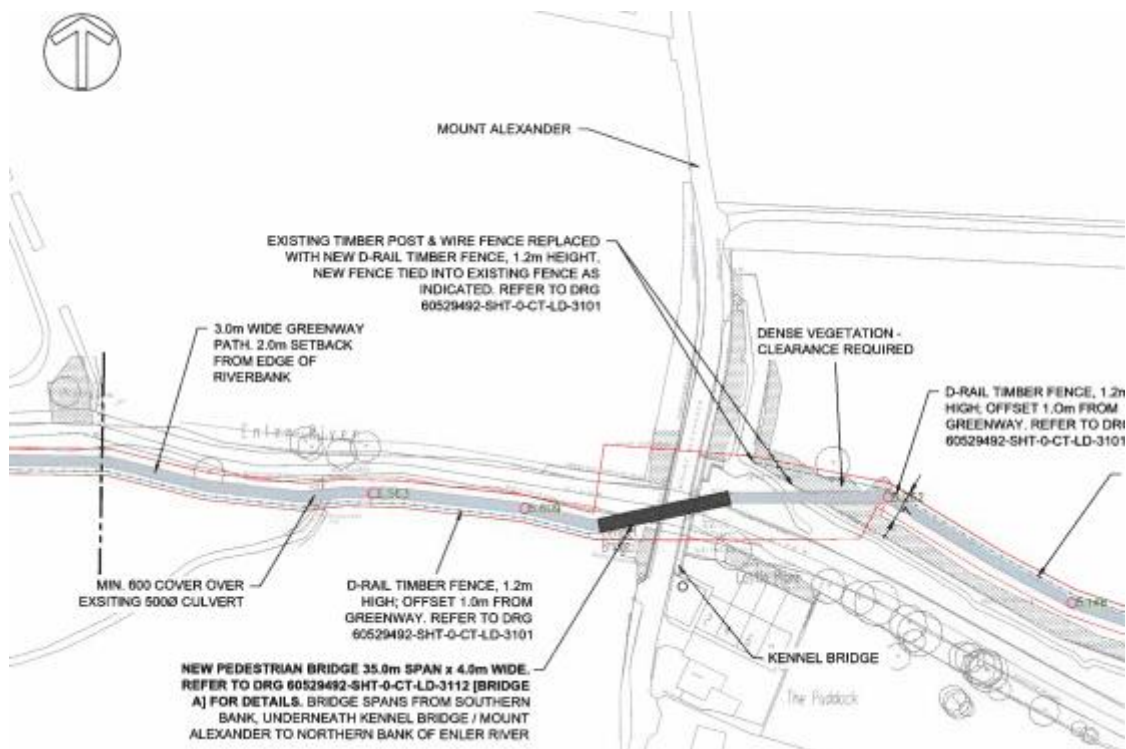 MOUNT ALEXANDER
EXISTING TIMBER POST & WIRE FENCE REPLACED
WITH NEW D-RAIL TIMBER FENCE, 1.2m HEIGHT.
NEW FENCE TIED INTO EXISTING FENCE AS
INDICATED. REFER TO DRG
60529492-SHT-0-CT-LD-3101
3.0m WIDE GREENWAY
PATH. 2.0m SETBACK
FROM EDGE OF
RIVERBANK
DENSE VEGETATION -
CLEARANCE REQUIRED
D-RAIL TIMBER FENCE, 1.2m
HIGH; OFFSET 1.0m FROM
GREENWAY. REFER TO DRG
60529492-SHT-0-CT-LD-3101
Enler River
MIN. 600 COVER OVER
EXSITING 500Ø CULVERT
D-RAIL TIMBER FENCE, 1.2m
HIGH; OFFSET 1.0m FROM
GREENWAY. REFER TO DRG
60529492-SHT-0-CT-LD-3101
KENNEL BRIDGE
The Paddock
NEW PEDESTRIAN BRIDGE 35.0m SPAN x 4.0m WIDE.
REFER TO DRG 60529492-SHT-0-CT-LD-3112 [BRIDGE
A] FOR DETAILS. BRIDGE SPANS FROM SOUTHERN
BANK, UNDERNEATH KENNEL BRIDGE / MOUNT
ALEXANDER TO NORTHERN BANK OF ENLER RIVER